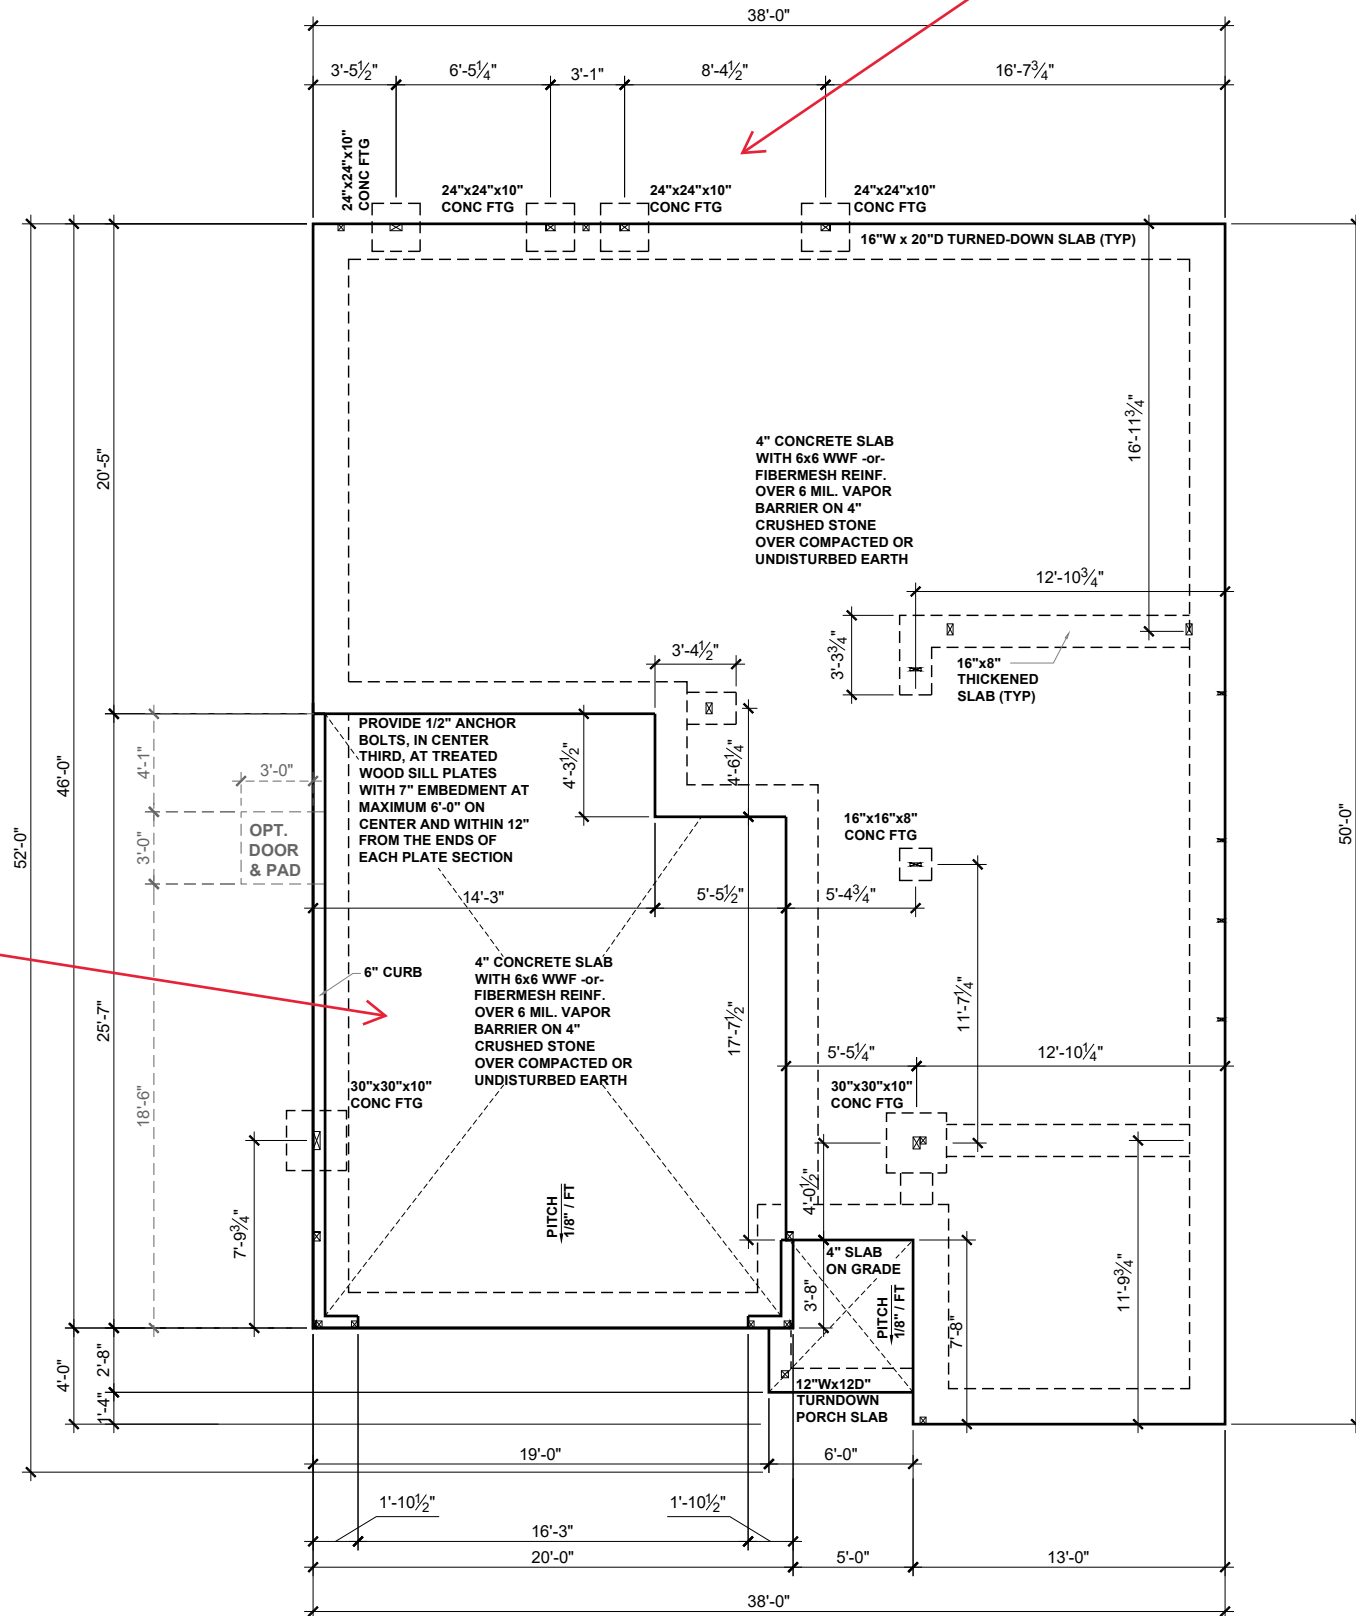 38'-0"
3'-5½"
6'-5¼"
3'-1"
8'-4½"
16'-7¾"
24"x24"x10"
CONC FTG
24"x24"x10"
CONC FTG
24"x24"x10"
CONC FTG
24"x24"x10"
CONC FTG
16"W x 20"D TURNED-DOWN SLAB (TYP)
20'-5"
46'-0"
52'-0"
50'-0"
16'-11¾"
4" CONCRETE SLAB
WITH 6x6 WWF -or-
FIBERMESH REINF.
OVER 6 MIL. VAPOR
BARRIER ON 4"
CRUSHED STONE
OVER COMPACTED OR
UNDISTURBED EARTH
12'-10¾"
3'-3¾"
16"x8"
THICKENED
SLAB (TYP)
3'-4½"
4'-6¼"
4'-3½"
PROVIDE 1/2" ANCHOR
BOLTS, IN CENTER
THIRD, AT TREATED
WOOD SILL PLATES
WITH 7" EMBEDMENT AT
MAXIMUM 6'-0" ON
CENTER AND WITHIN 12"
FROM THE ENDS OF
EACH PLATE SECTION
4'-1"
3'-0"
3'-0"
OPT.
DOOR
& PAD
16"x16"x8"
CONC FTG
14'-3"
5'-5½"
5'-4¾"
4" CONCRETE SLAB
WITH 6x6 WWF -or-
FIBERMESH REINF.
OVER 6 MIL. VAPOR
BARRIER ON 4"
CRUSHED STONE
OVER COMPACTED OR
UNDISTURBED EARTH
6" CURB
25'-7"
18'-6"
17'-7½"
11'-7¼"
5'-5¼"
12'-10¼"
30"x30"x10"
CONC FTG
30"x30"x10"
CONC FTG
7'-9¾"
PITCH
1/8" / FT
4'-0½"
4" SLAB
ON GRADE
3'-8"
PITCH
1/8" / FT
7'-8"
11'-9¾"
4'-0"
2'-8"
1'-4"
12"Wx12D"
TURNDOWN
PORCH SLAB
19'-0"
6'-0"
1'-10½"
1'-10½"
16'-3"
20'-0"
5'-0"
13'-0"
38'-0"